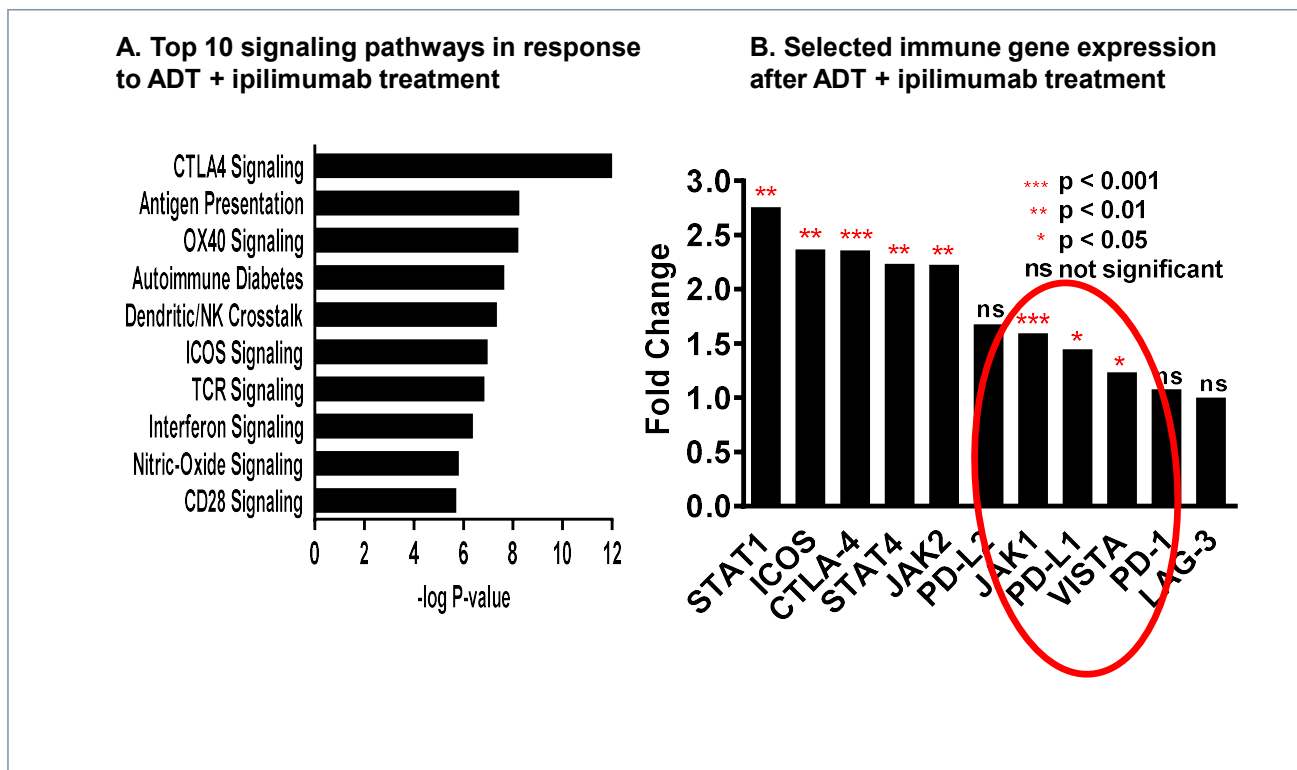 A. Top 10 signaling pathways in response
to ADT + ipilimumab treatment
CTLA4 Signaling
Antigen Presentation
OX40 Signaling
Autoimmune Diabetes
Dendritic/NK Crosstalk
ICOS Signaling
TCR Signaling
Interferon Signaling
Nitric-Oxide Signaling
CD28 Signaling
0 2 4 6 8 10 12
-log P-value
B. Selected immune gene expression
after ADT + ipilimumab treatment
*** p < 0.001
** p < 0.01
* p < 0.05
ns not significant
Fold Change
3.0
2.5
2.0
1.5
1.0
0.5
0.0
** ** *** ** ** ns *** * * ns ns
STAT1 ICOS CTLA-4 STAT4 JAK2 PD-L2 JAK1 PD-L1 VISTA PD-1 LAG-3